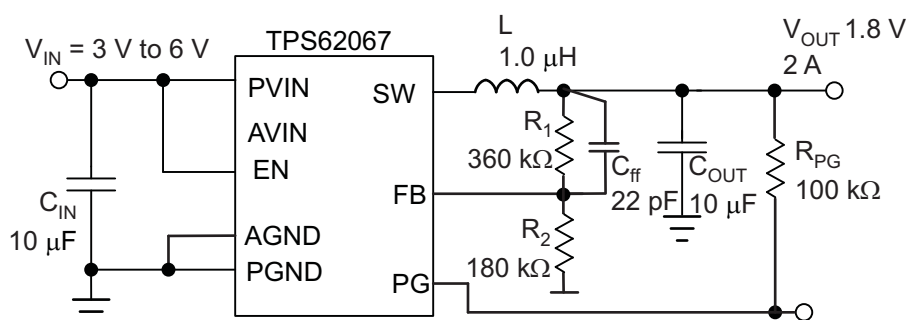 TPS62067
L
1.0 μH
V_IN = 3 V to 6 V
V_OUT 1.8 V
2 A
PVIN
SW
AVIN
EN
R_1
360 kΩ
C_ff
22 pF
C_OUT
10 μF
R_PG
100 kΩ
C_IN
10 μF
FB
AGND
PGND
R_2
180 kΩ
PG